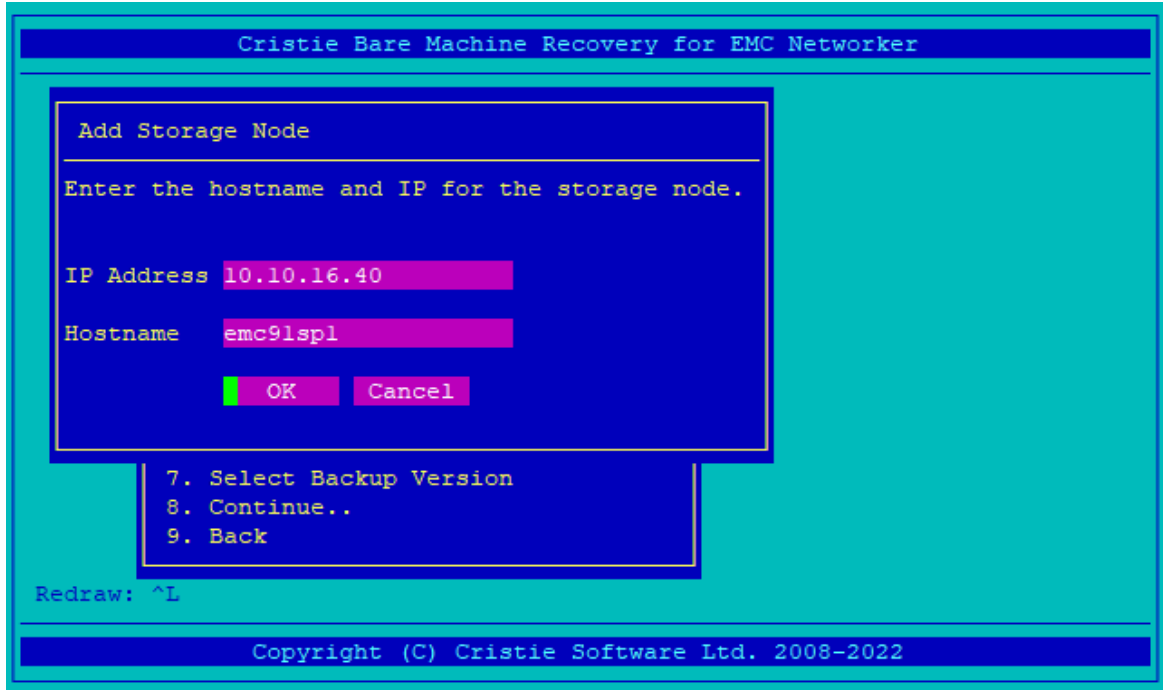 Cristie Bare Machine Recovery for EMC Networker
Add Storage Node
Enter the hostname and IP for the storage node.
IP Address 10.10.16.40
Hostname emc91sp1
OK Cancel
7. Select Backup Version
8. Continue..
9. Back
Redraw: ^L
Copyright (C) Cristie Software Ltd. 2008-2022